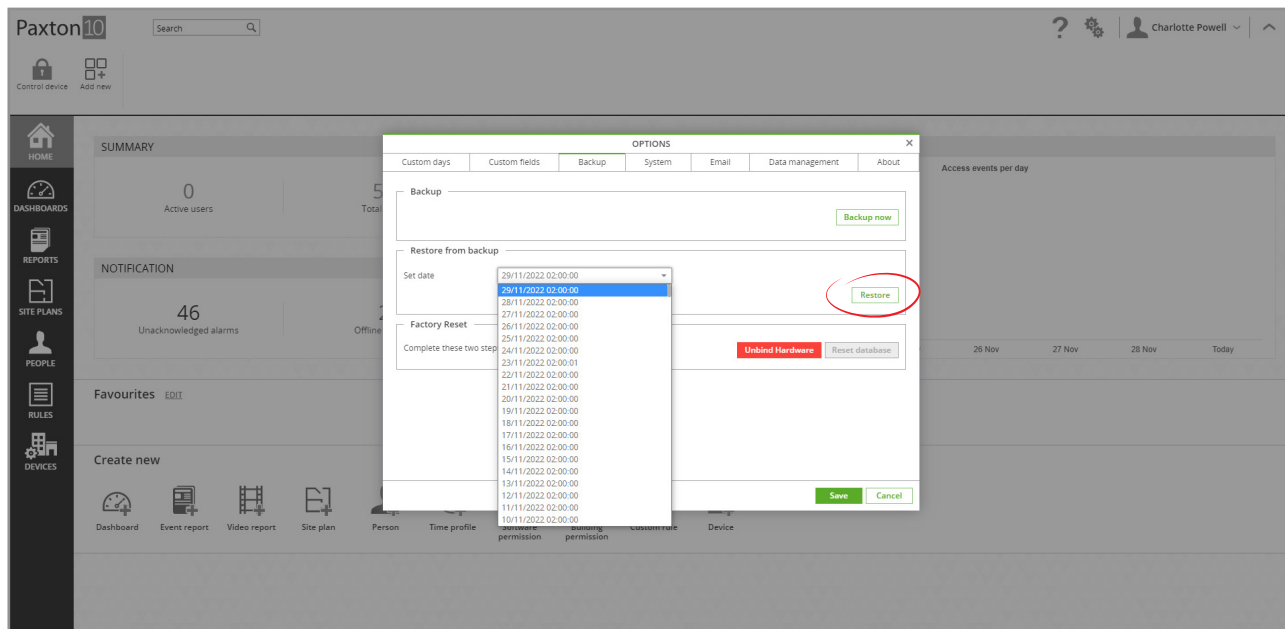 Paxton 10
Search
Charlotte Powell
Control device
Add new
HOME
DASHBOARDS
REPORTS
SITE PLANS
PEOPLE
RULES
DEVICES
SUMMARY
0
Active users
5
Total
NOTIFICATION
46
Unacknowledged alarms
Offline
Access events per day
26 Nov 27 Nov 28 Nov Today
OPTIONS
Custom days Custom fields Backup System Email Data management About
Backup
Backup now
Restore from backup
Set date
29/11/2022 02:00:00
29/11/2022 02:00:00
28/11/2022 02:00:00
27/11/2022 02:00:00
26/11/2022 02:00:00
25/11/2022 02:00:00
24/11/2022 02:00:00
23/11/2022 02:00:01
22/11/2022 02:00:00
21/11/2022 02:00:00
20/11/2022 02:00:00
19/11/2022 02:00:00
18/11/2022 02:00:00
17/11/2022 02:00:00
16/11/2022 02:00:00
15/11/2022 02:00:00
14/11/2022 02:00:00
13/11/2022 02:00:00
12/11/2022 02:00:00
11/11/2022 02:00:00
10/11/2022 02:00:00
Restore
Factory Reset
Complete these two step
Unbind Hardware
Reset database
Save
Cancel
Favourites EDIT
Create new
Dashboard
Event report
Video report
Site plan
Person
Time profile
Software
permission
Building
permission
Custom rule
Device